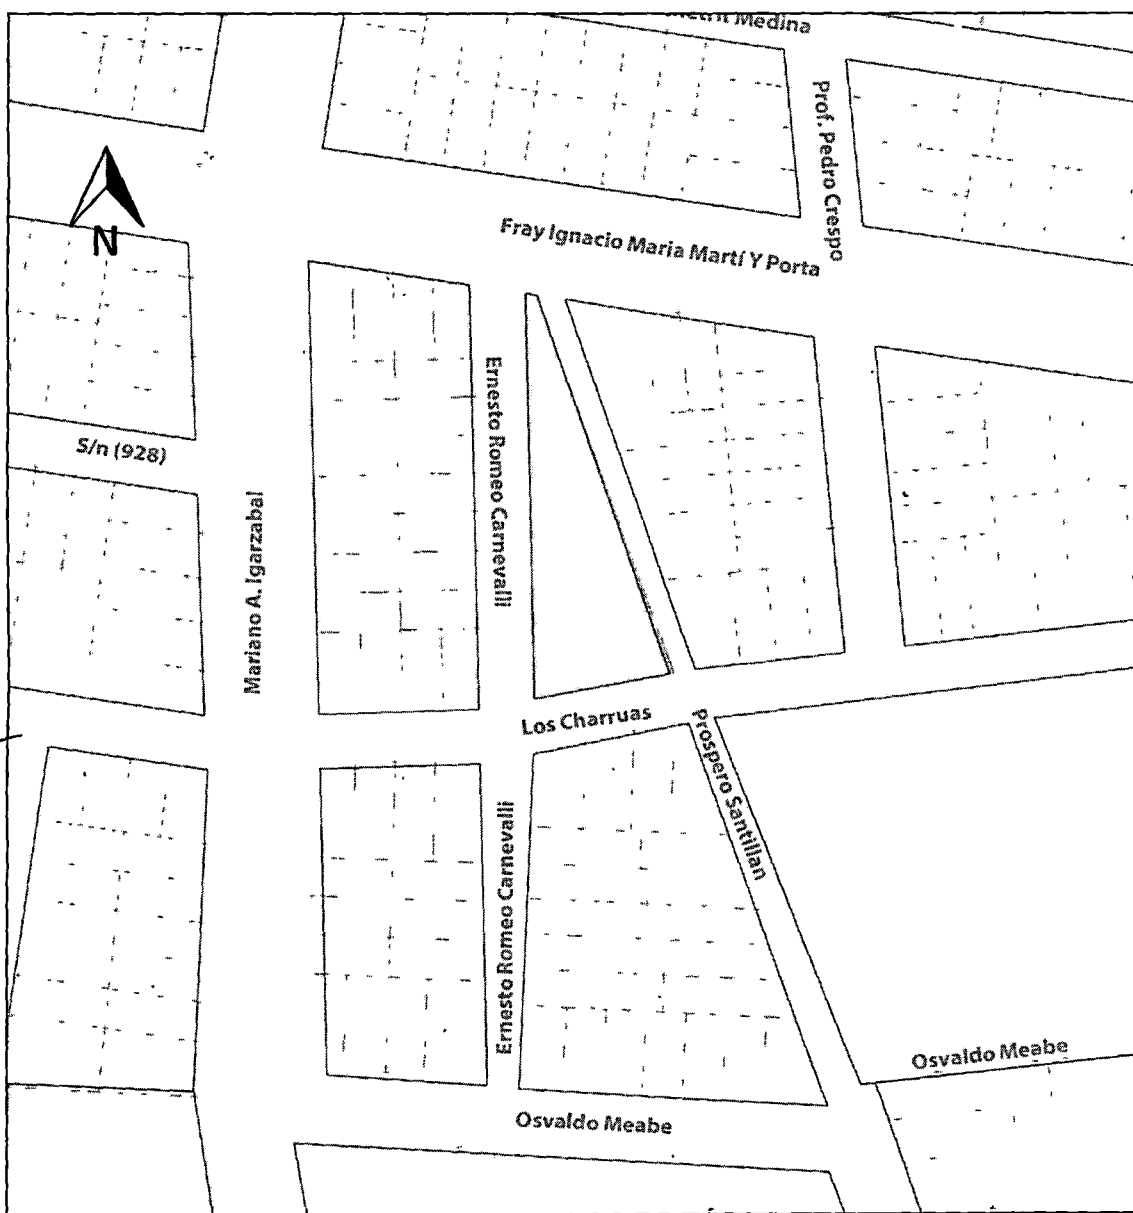 Medina
Prof. Pedro Crespo
N
Fray Ignacio Maria Martí Y Porta
Ernesto Romeo Carnevalli
S/n (928)
Mariano A. Igarzabal
Los Charruas
Prospero Santillan
Ernesto Romeo Carnevalli
Osvaldo Meabe
Osvaldo Meabe